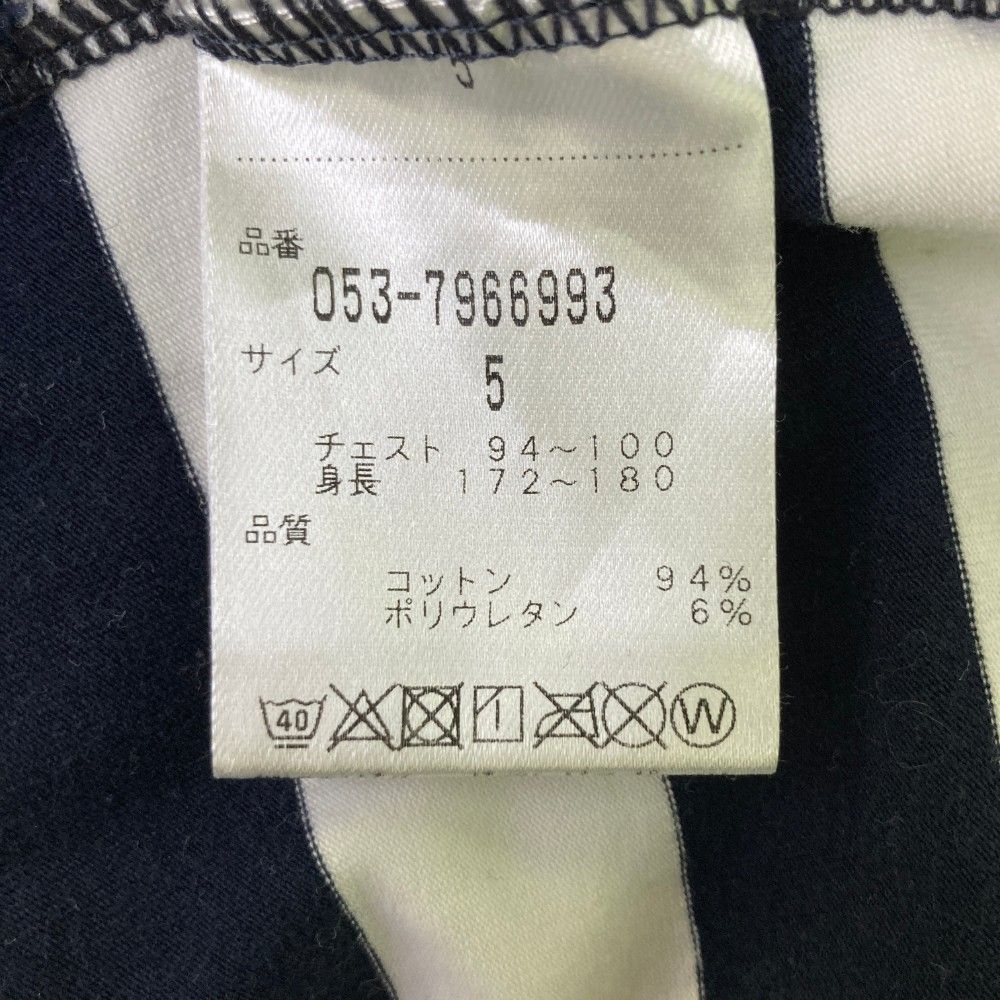 5
品番
053-7966993
サイズ
5
チェスト 94~100
身長 172~180
品質
コットン 94%
ポリウレタン 6%
40 W